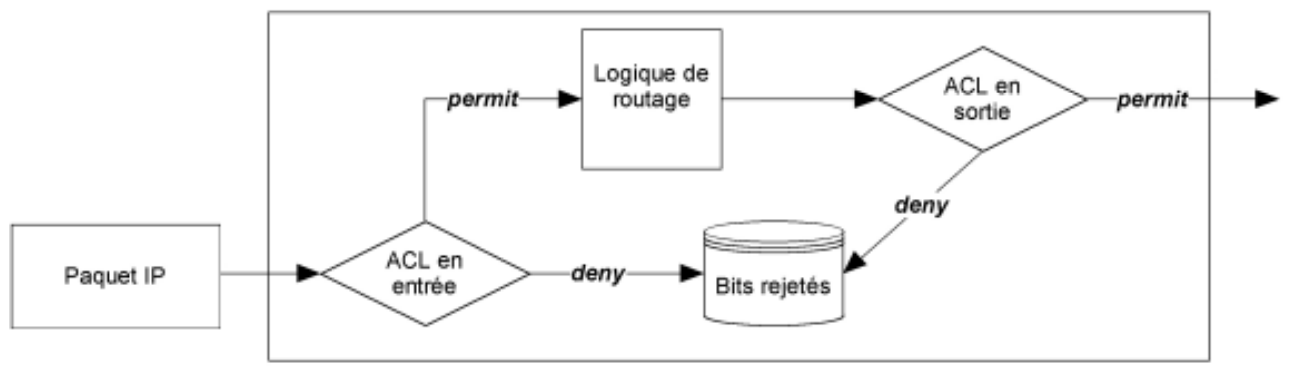 Logique de
routage
permit
ACL en
sortie
permit
deny
Paquet IP
ACL en
entrée
deny
Bits rejetés